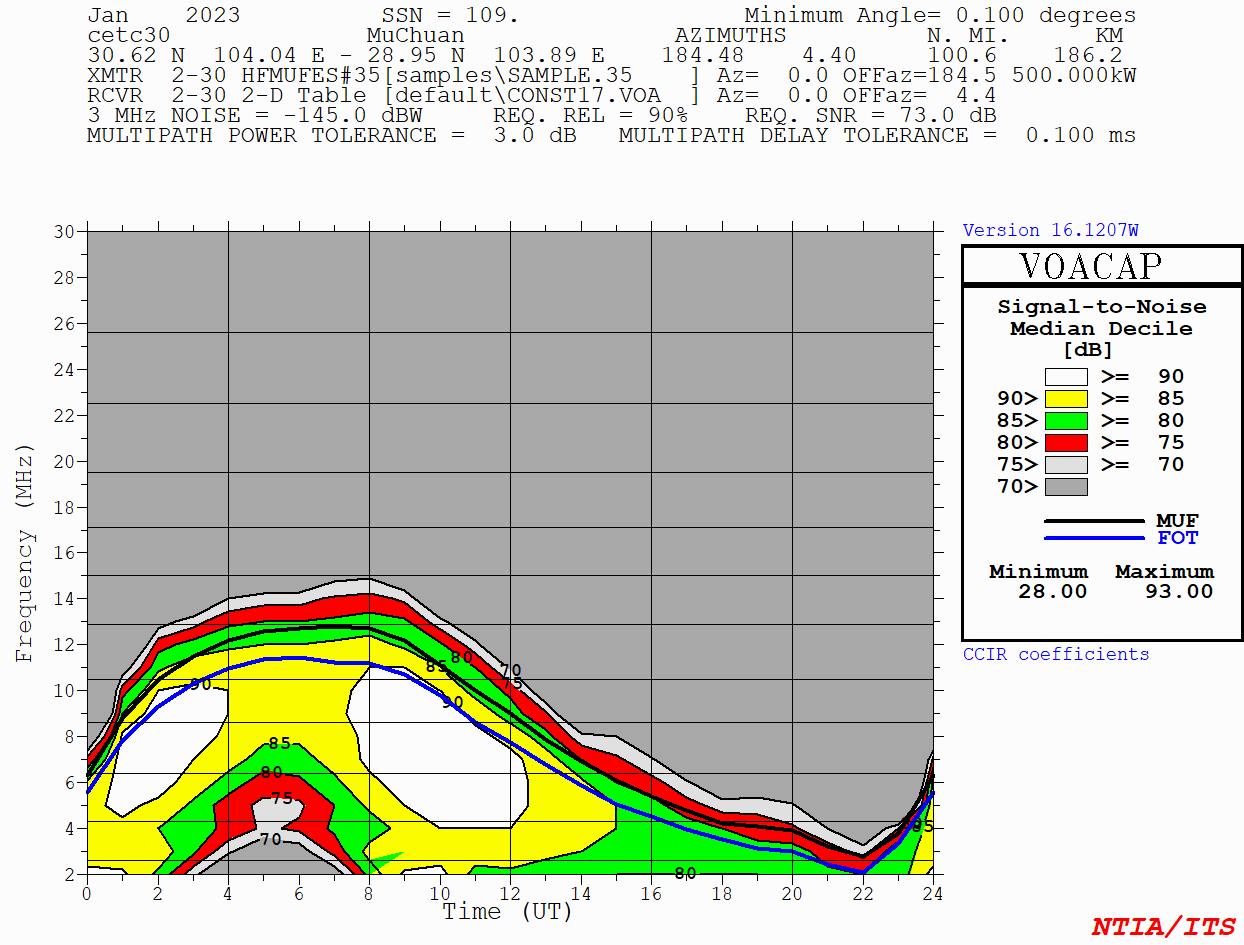 Jan    2023          SSN = 109.                Minimum Angle= 0.100 degrees
cetc30              MuChuan               AZIMUTHS          N. MI.      KM
30.62 N  104.04 E - 28.95 N  103.89 E    184.48    4.40     100.6    186.2
XMTR  2-30 HFMUFES#35[samples\SAMPLE.35    ] Az=  0.0 OFFaz=184.5 500.000kW
RCVR  2-30 2-D Table [default\CONST17.VOA  ] Az=  0.0 OFFaz=  4.4
3 MHz NOISE = -145.0 dBW     REQ. REL = 90%    REQ. SNR = 73.0 dB
MULTIPATH POWER TOLERANCE =  3.0 dB   MULTIPATH DELAY TOLERANCE =  0.100 ms
30
28
26
24
22
20
18
16
14
12
10
8
6
4
2
Frequency (MHz)
85 80 70
75
90 90
85
80
75
70
85
80
0 2 4 6 8 10 12 14 16 18 20 22 24
Time (UT)
Version 16.1207W
VOACAP
Signal-to-Noise
Median Decile
[dB]
>= 90
90> >= 85
85> >= 80
80> >= 75
75> >= 70
70>
MUF
FOT
Minimum Maximum
28.00 93.00
CCIR coefficients
NTIA/ITS